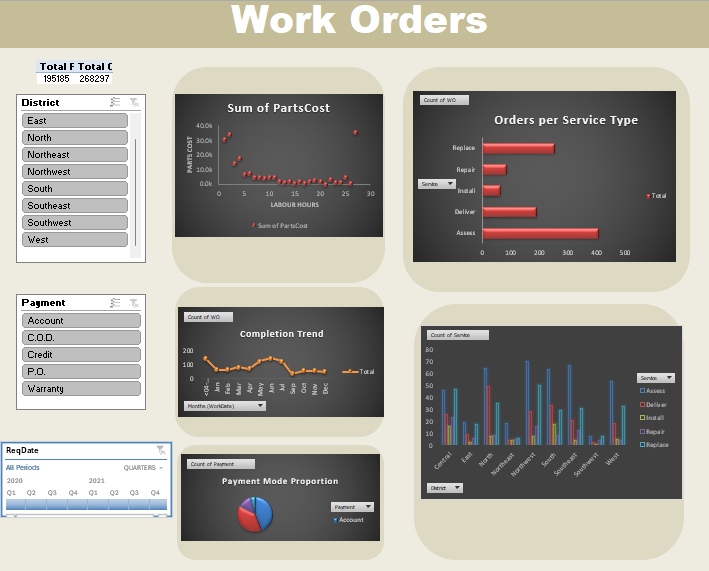 Work Orders
Total F Total C
195185 268297
District
East
North
Northeast
Northwest
South
Southeast
Southwest
West
Payment
Account
C.O.D.
Credit
P.O.
Warranty
ReqDate
All Periods QUARTERS
2020 2021
Q1 Q2 Q3 Q4 Q1 Q2 Q3 Q4
Sum of PartsCost
PARTS COST
40.0k
30.0k
20.0k
10.0k
0.0k
0 5 10 15 20 25 30
LABOUR HOURS
Sum of PartsCost
Count of WO
Orders per Service Type
Service
Replace
Repair
Install
Deliver
Assess
0 100 200 300 400 500
Total
Count of WO
Completion Trend
200
100
0
Jan Feb Mar Apr May Jun Jul Sep Oct Nov Dec
Total
Months (WorkDate)
Count of Payment
Payment Mode Proportion
Payment
Account
Count of Service
80
70
60
50
40
30
20
10
0
Central East North Northeast Northwest South Southeast Southwest West
Service
Assess
Deliver
Install
Repair
Replace
District